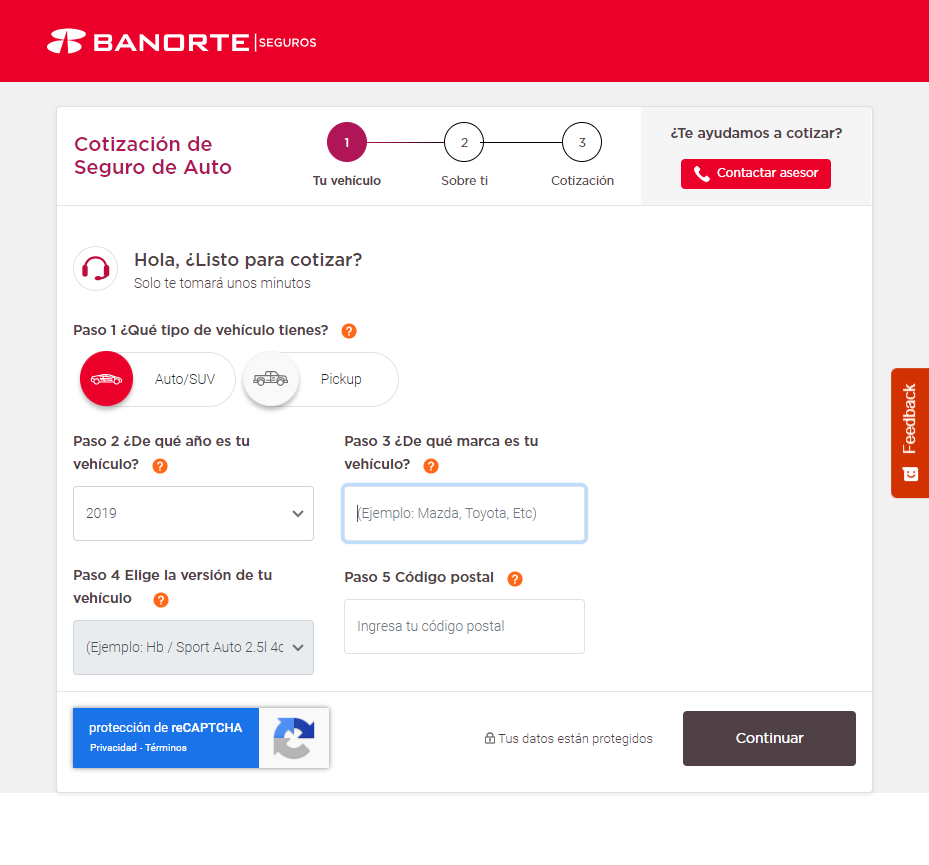 BANORTE | SEGUROS
Cotización de
Seguro de Auto
1
Tu vehículo
2
Sobre ti
3
Cotización
¿Te ayudamos a cotizar?
Contactar asesor
Hola, ¿Listo para cotizar?
Solo te tomará unos minutos
Paso 1 ¿Qué tipo de vehículo tienes? ?
Auto/SUV
Pickup
Paso 2 ¿De qué año es tu
vehículo? ?
2019
Paso 3 ¿De qué marca es tu
vehículo? ?
(Ejemplo: Mazda, Toyota, Etc)
Paso 4 Elige la versión de tu
vehículo ?
(Ejemplo: Hb / Sport Auto 2.5l 4c
Paso 5 Código postal ?
Ingresa tu código postal
protección de reCAPTCHA
Privacidad - Términos
Tus datos están protegidos
Continuar
Feedback